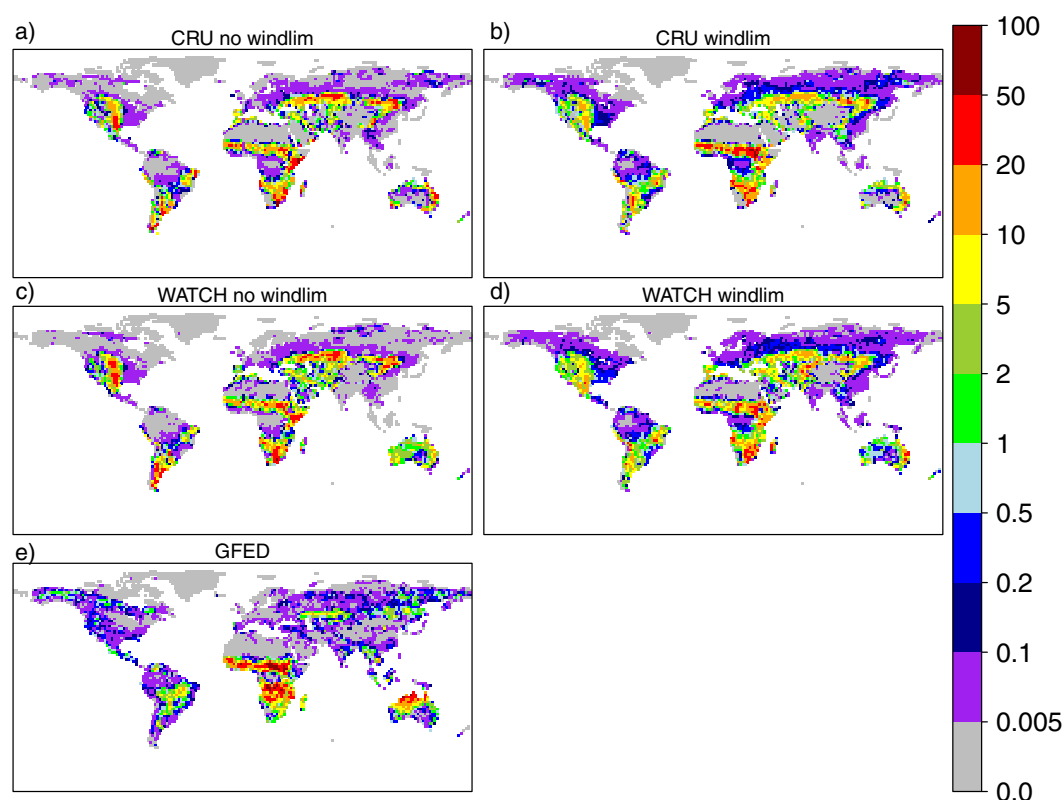 a)
CRU no windlim
b)
CRU windlim
c)
WATCH no windlim
d)
WATCH windlim
e)
GFED
100
50
20
10
5
2
1
0.5
0.2
0.1
0.005
0.0